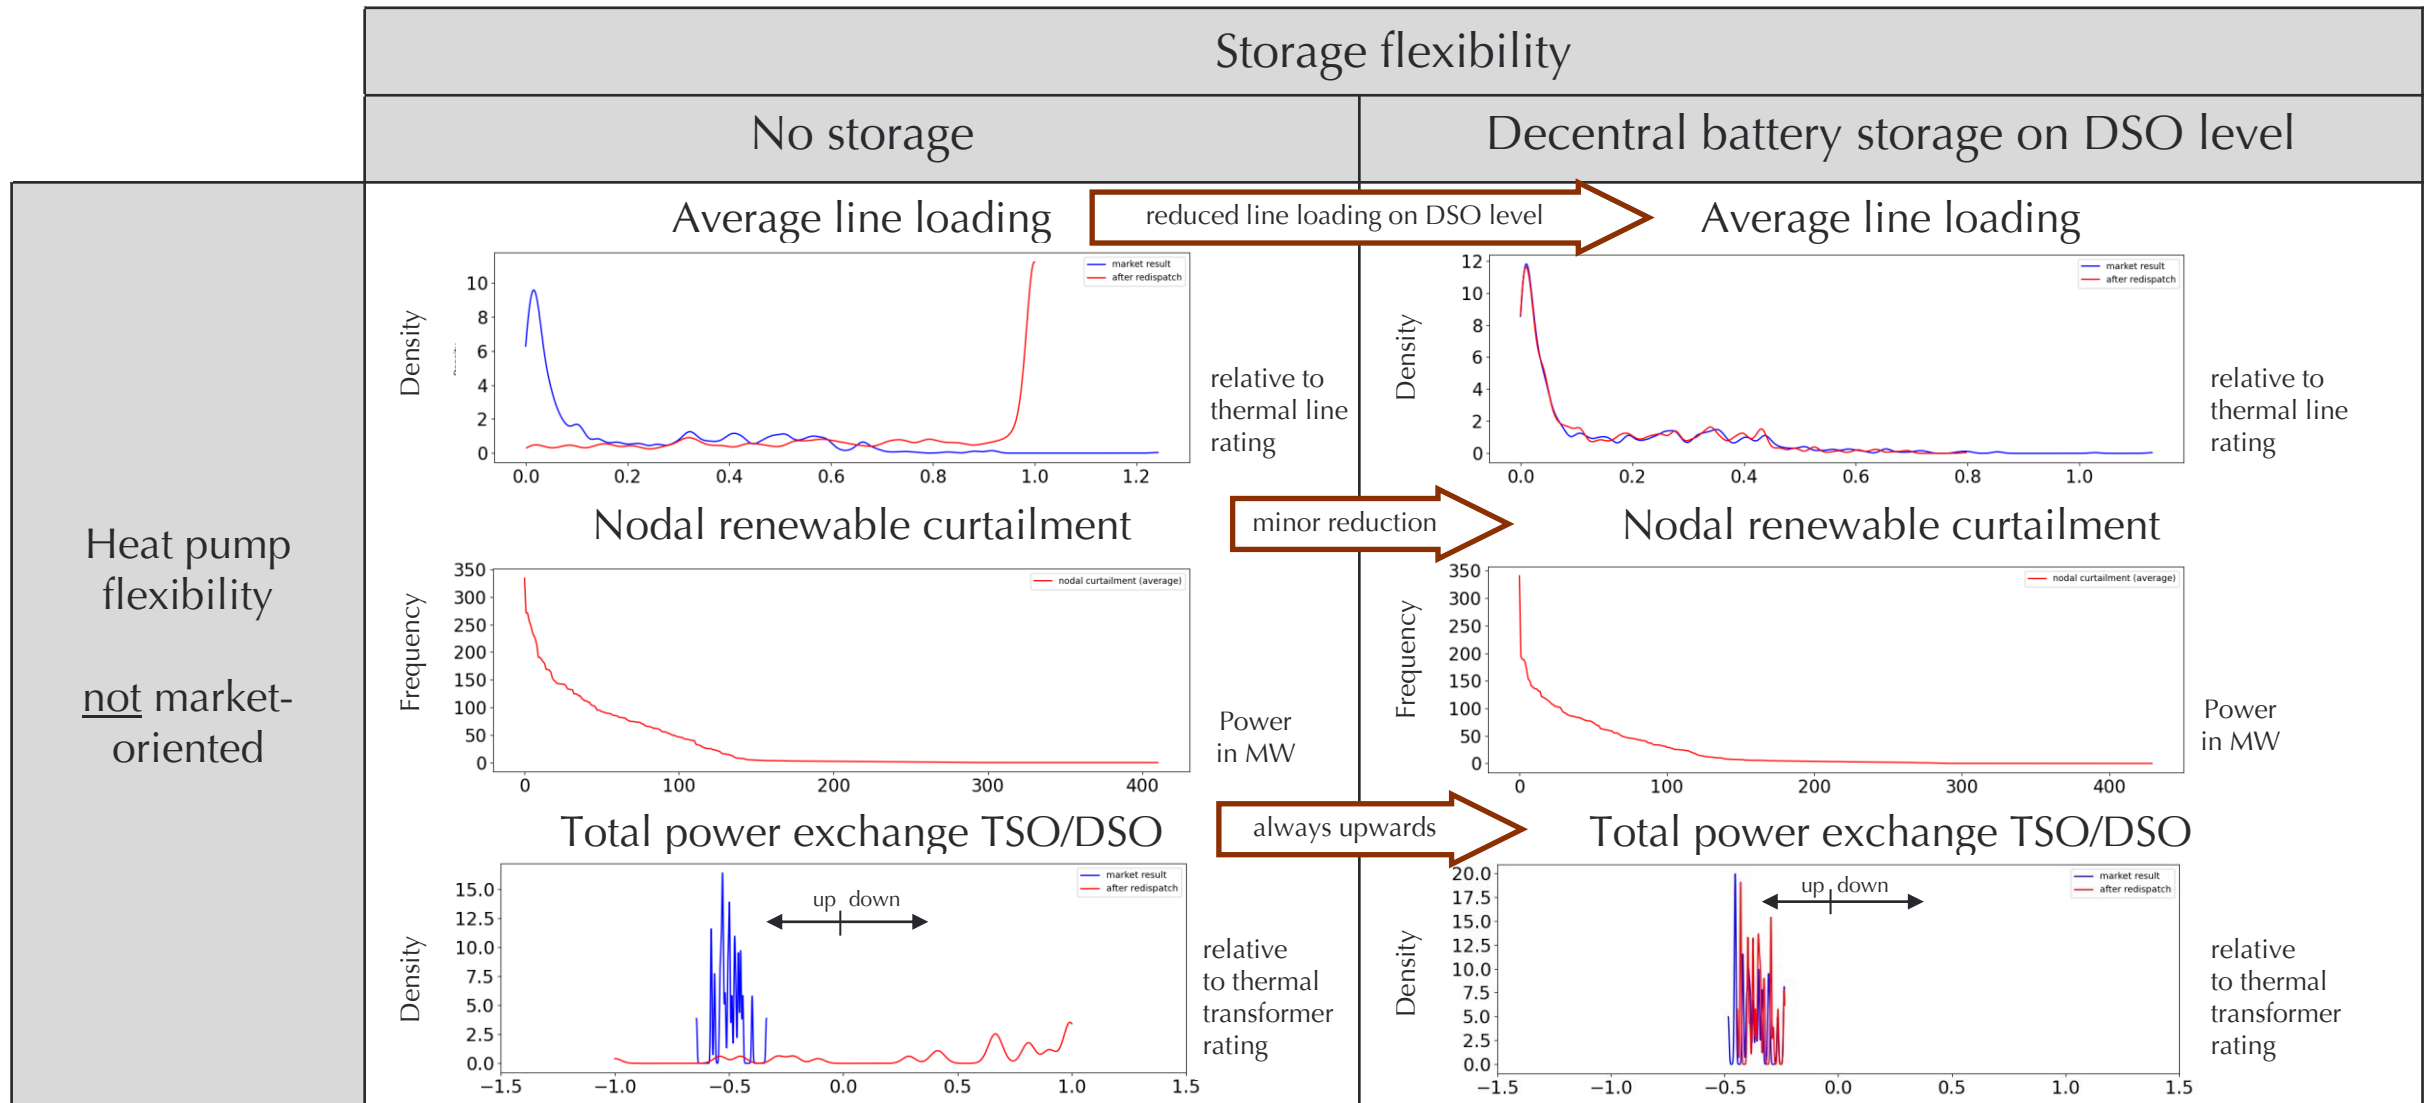 Storage flexibility
No storage
Decentral battery storage on DSO level
Heat pump
flexibility
not market-
oriented
Average line loading
reduced line loading on DSO level
Average line loading
market result
after redispatch
Density
10
8
6
4
2
0
0.0 0.2 0.4 0.6 0.8 1.0 1.2
relative to
thermal line
rating
market result
after redispatch
Density
12
10
8
6
4
2
0
0.0 0.2 0.4 0.6 0.8 1.0
relative to
thermal line
rating
Nodal renewable curtailment
minor reduction
Nodal renewable curtailment
nodal curtailment (average)
Frequency
350
300
250
200
150
100
50
0
0 100 200 300 400
Power
in MW
nodal curtailment (average)
Frequency
350
300
250
200
150
100
50
0
0 100 200 300 400
Power
in MW
Total power exchange TSO/DSO
always upwards
Total power exchange TSO/DSO
market result
after redispatch
up down
Density
15.0
12.5
10.0
7.5
5.0
2.5
0.0
−1.5 −1.0 −0.5 0.0 0.5 1.0 1.5
relative
to thermal
transformer
rating
market result
after redispatch
up down
Density
20.0
17.5
15.0
12.5
10.0
7.5
5.0
2.5
0.0
−1.5 −1.0 −0.5 0.0 0.5 1.0 1.5
relative
to thermal
transformer
rating